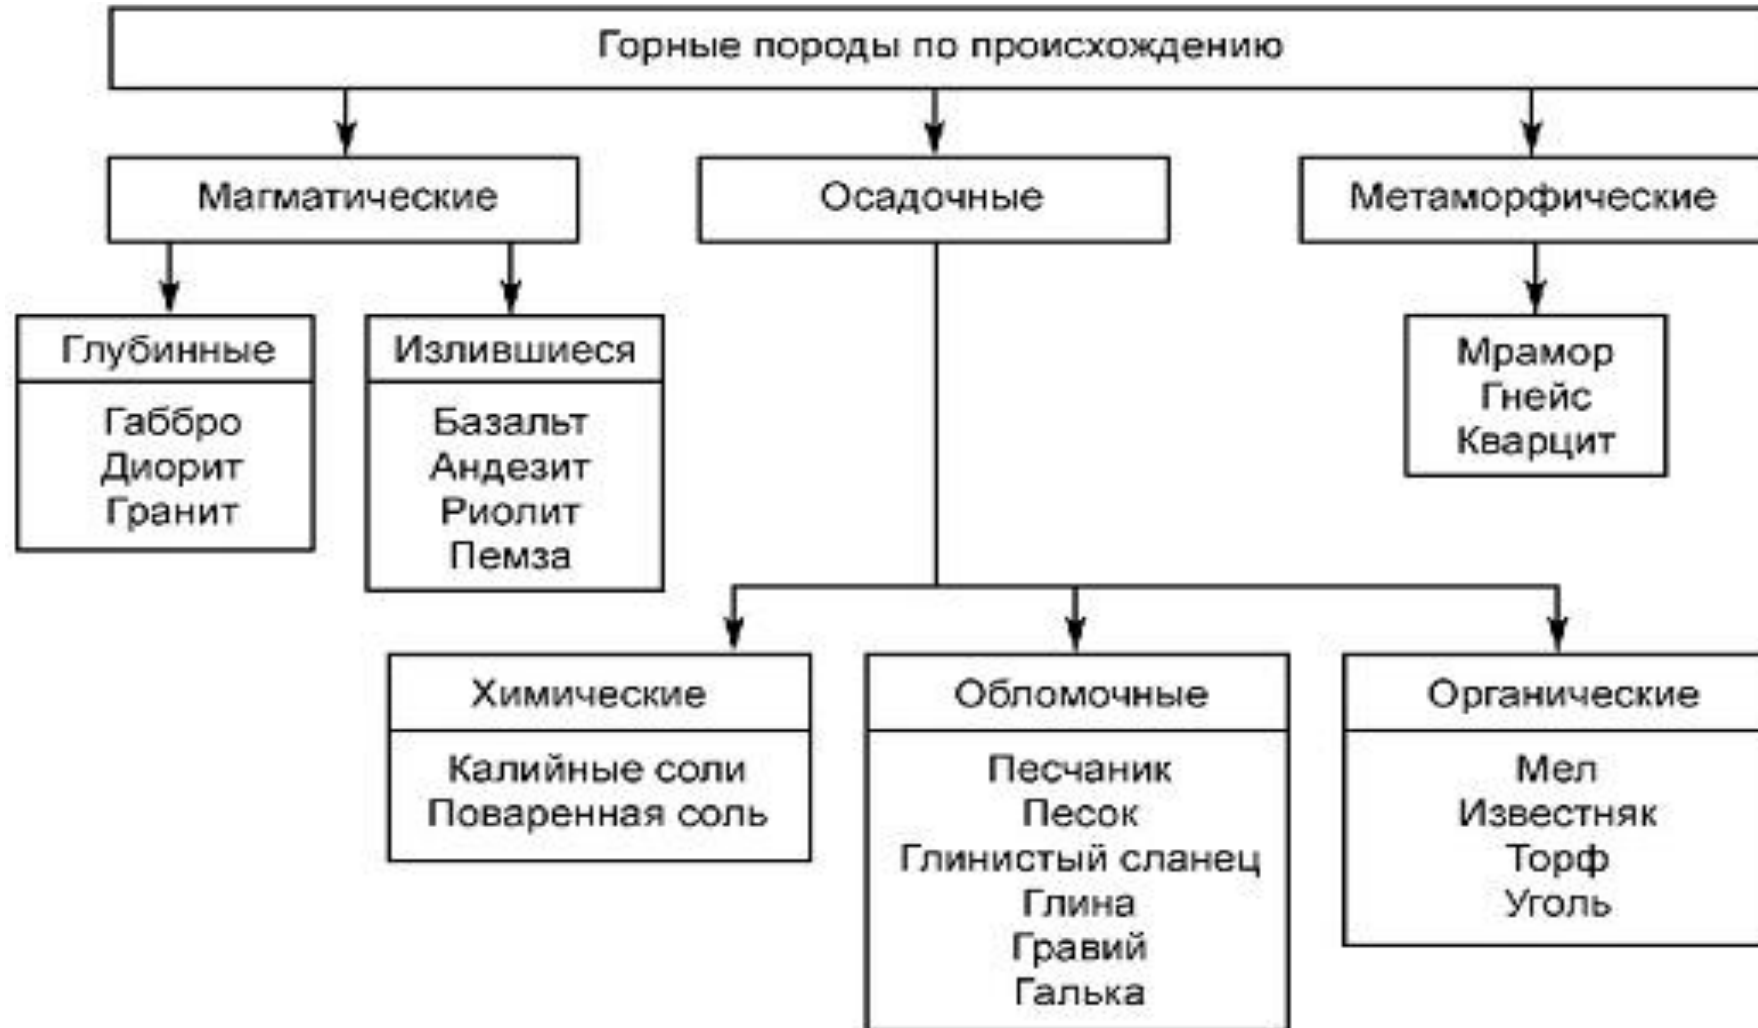 Горные породы по происхождению
Магматические
Осадочные
Метаморфические
Глубинные
Габбро
Диорит
Гранит
Излившиеся
Базальт
Андезит
Риолит
Пемза
Мрамор
Гнейс
Кварцит
Химические
Калийные соли
Поваренная соль
Обломочные
Песчаник
Песок
Глинистый сланец
Глина
Гравий
Галька
Органические
Мел
Известняк
Торф
Уголь